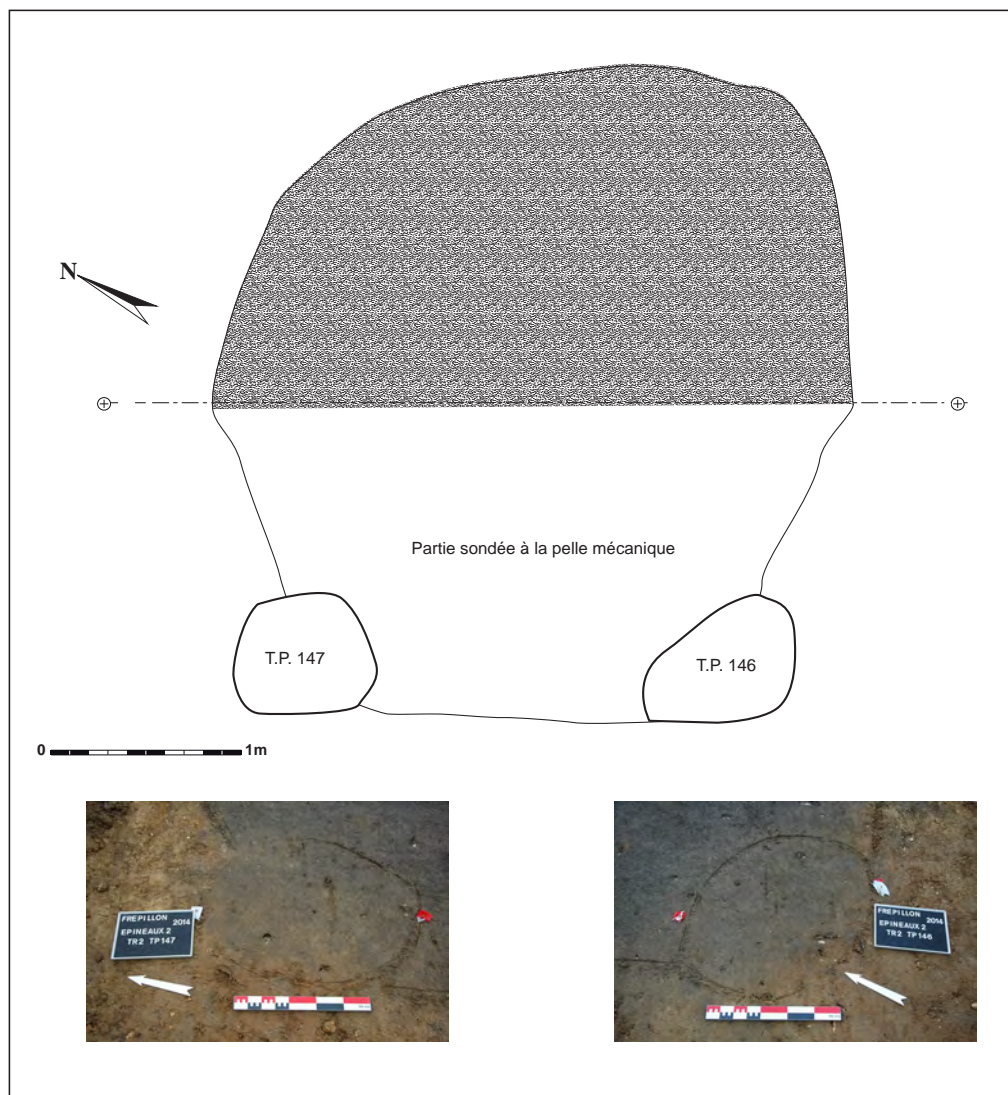 N
Partie sondée à la pelle mécanique
T.P. 147
T.P. 146
0 1m
FREPILLON
2014
EPINEAUX 2
TR2 TP147
FREPILLON
2014
EPINEAUX 2
TR2 TP146